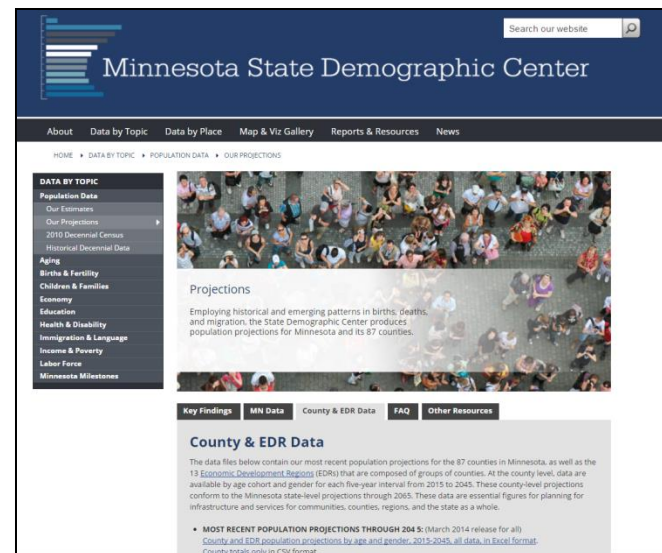 Search our website
Minnesota State Demographic Center
About Data by Topic Data by Place Map & Viz Gallery Reports & Resources News
HOME ▸ DATA BY TOPIC ▸ POPULATION DATA ▸ OUR PROJECTIONS
DATA BY TOPIC
Population Data
Our Estimates
Our Projections
2010 Decennial Census
Historical Decennial Data
Aging
Births & Fertility
Children & Families
Economy
Education
Health & Disability
Immigration & Language
Income & Poverty
Labor Force
Minnesota Milestones
Projections
Employing historical and emerging patterns in births, deaths,
and migration, the State Demographic Center produces
population projections for Minnesota and its 87 counties.
Key Findings MN Data County & EDR Data FAQ Other Resources
County & EDR Data
The data files below contain our most recent population projections for the 87 counties in Minnesota, as well as the
13 Economic Development Regions (EDRs) that are composed of groups of counties. At the county level, data are
available by age cohort and gender for each five-year interval from 2015 to 2045. These county-level projections
conform to the Minnesota state-level projections through 2065. These data are essential figures for planning for
infrastructure and services for communities, counties, regions, and the state as a whole.
• MOST RECENT POPULATION PROJECTIONS THROUGH 204 5: (March 2014 release for all)
County and EDR population projections by age and gender, 2015-2045, all data, in Excel format.
County totals only in CSV format.